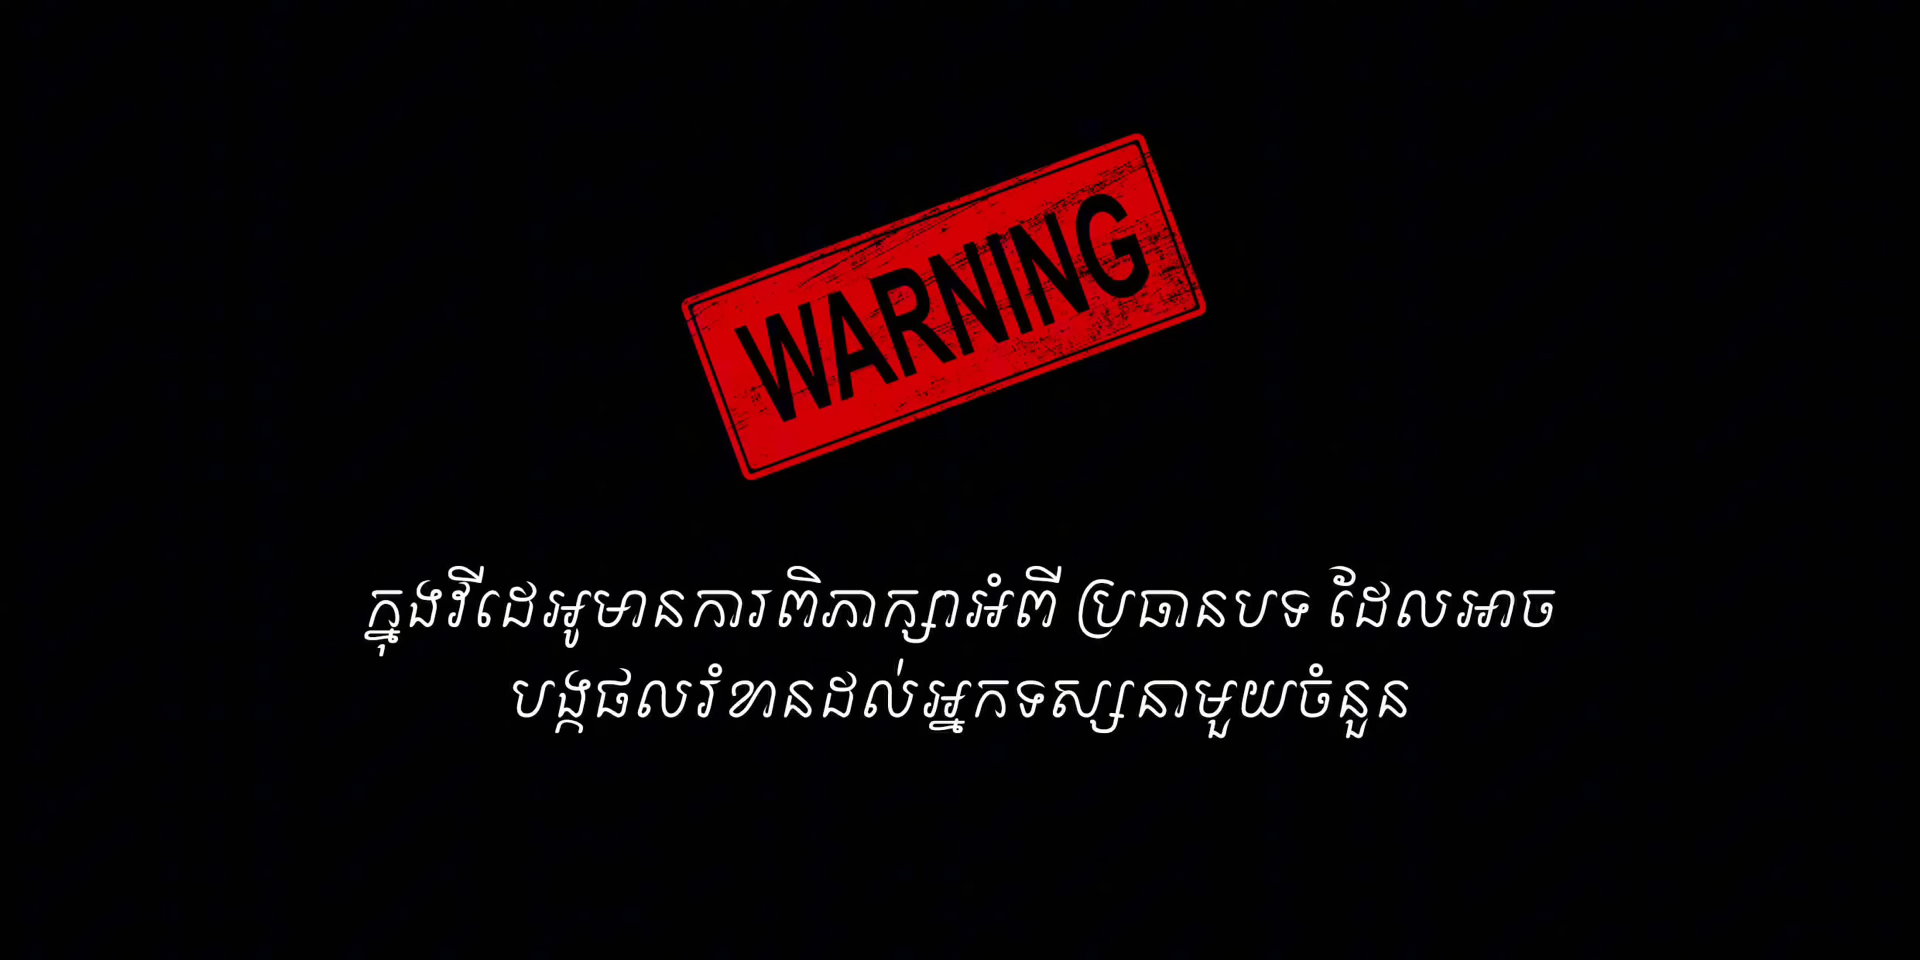 WARNING
ក្នុងវីដេអូមានការពិភាក្សាអំពី ប្រធានបទ ដែលអាច
បង្កផលរំខានដល់អ្នកទស្សនាមួយចំនួន